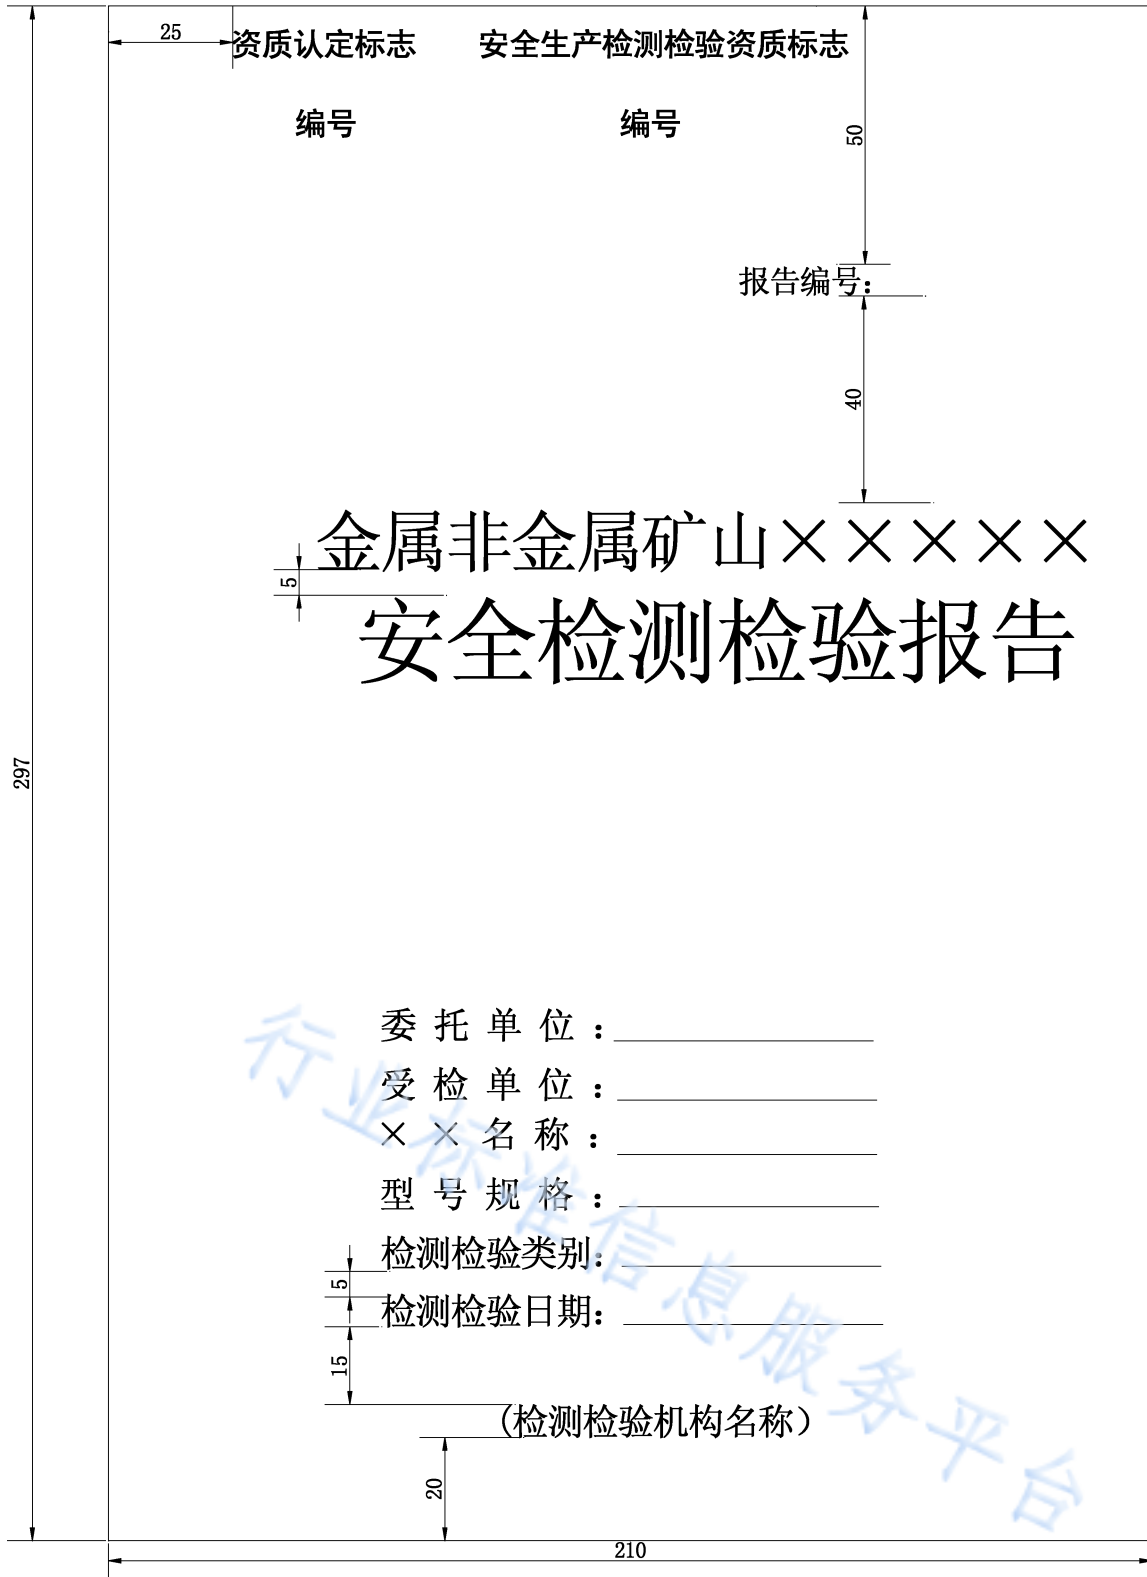 25
资质认定标志 安全生产检测检验资质标志
编号 编号
50
报告编号：
40
金属非金属矿山×××××
5
安全检测检验报告
297
委托单位：
受检单位：
××名称：
型号规格：
检测检验类别：
5
检测检验日期：
15
（检测检验机构名称）
20
210
行业标准信息服务平台